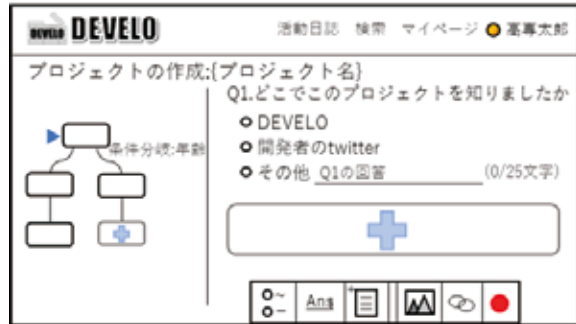 DEVELO DEVELO
活動日誌 検索 マイページ 高専太郎
プロジェクトの作成:{プロジェクト名}
Q1.どこでこのプロジェクトを知りましたか
DEVELO
開発者のtwitter
その他 Q1の回答 (0/25文字)
条件分岐:年齢
Ans